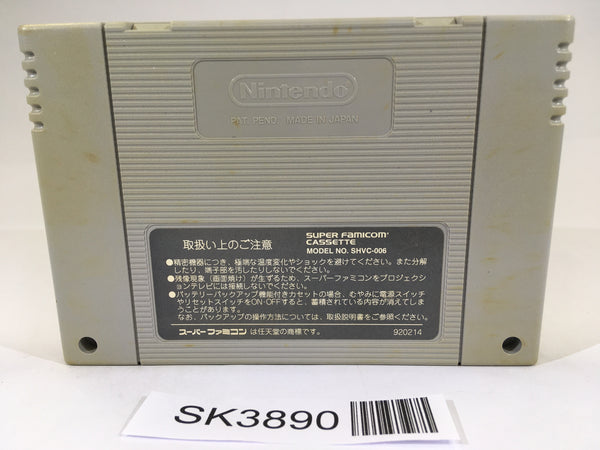 Nintendo
PAT. PEND. MADE IN JAPAN
取扱い上のご注意
SUPER FAMICOM
CASSETTE
MODEL NO. SHVC-006
●精密機器につき、極端な温度変化やショックを避けてください。また分解
したり、端子部を汚したりしないでください。
●残像現象(画面焼け)が生ずるため、スーパーファミコンをプロジェクシ
ョンテレビには接続しないでください。
●バッテリーバックアップ機能付きカセットの場合、むやみに電源スイッチ
やリセットスイッチをON・OFFすると、蓄積されている内容が消えてしま
うことがあります。
なお、バックアップの操作方法については、取扱説明書をご参照ください。
スーパーファミコン は任天堂の商標です。
920214
SK3890